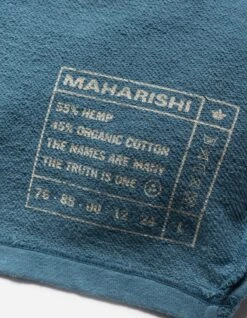 MAHARISHI
55% HEMP
45% ORGANIC COTTON
THE NAMES ARE MANY
THE TRUTH IS ONE
L